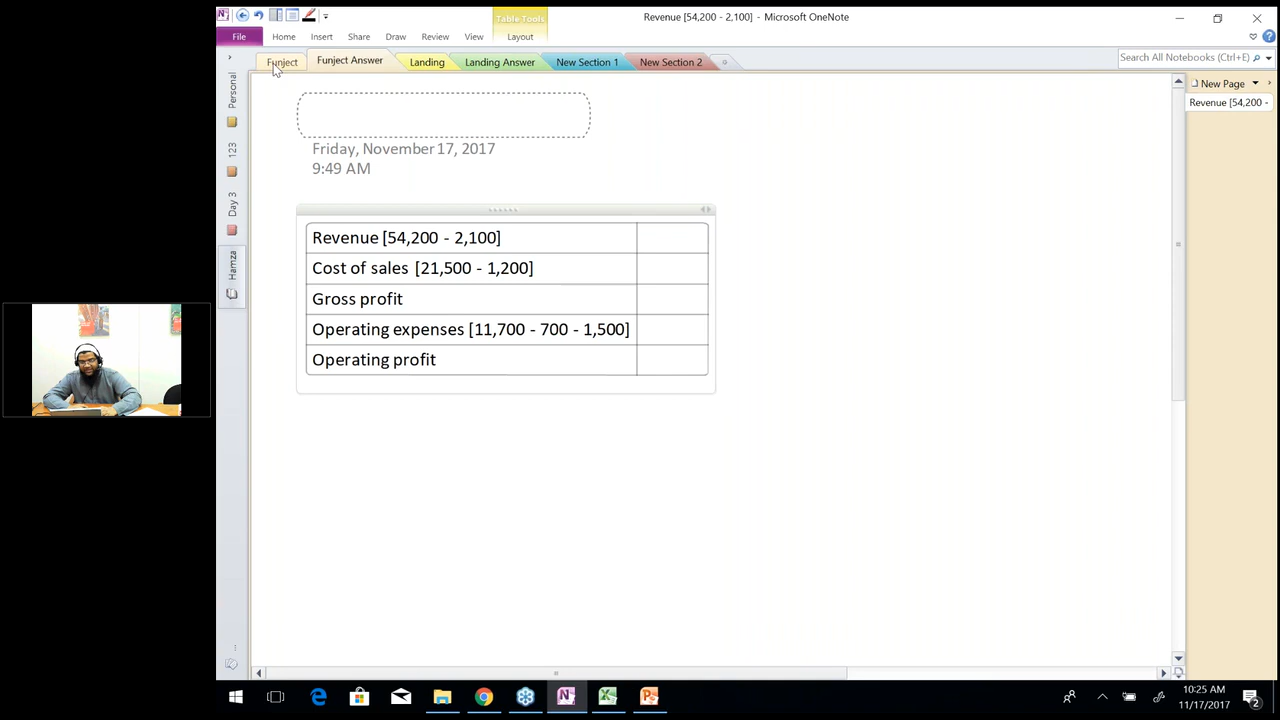 Revenue [54,200 - 2,100] - Microsoft OneNote
Table Tools
File
Home
Insert
Share
Draw
Review
View
Layout
Funject
Funject Answer
Landing
Landing Answer
New Section 1
New Section 2
Search All Notebooks (Ctrl+E)
New Page
Revenue [54,200 -
Personal
123
Day 3
Hamza
Friday, November 17, 2017
9:49 AM
Revenue [54,200 - 2,100]
Cost of sales [21,500 - 1,200]
Gross profit
Operating expenses [11,700 - 700 - 1,500]
Operating profit
10:25 AM
11/17/2017
2